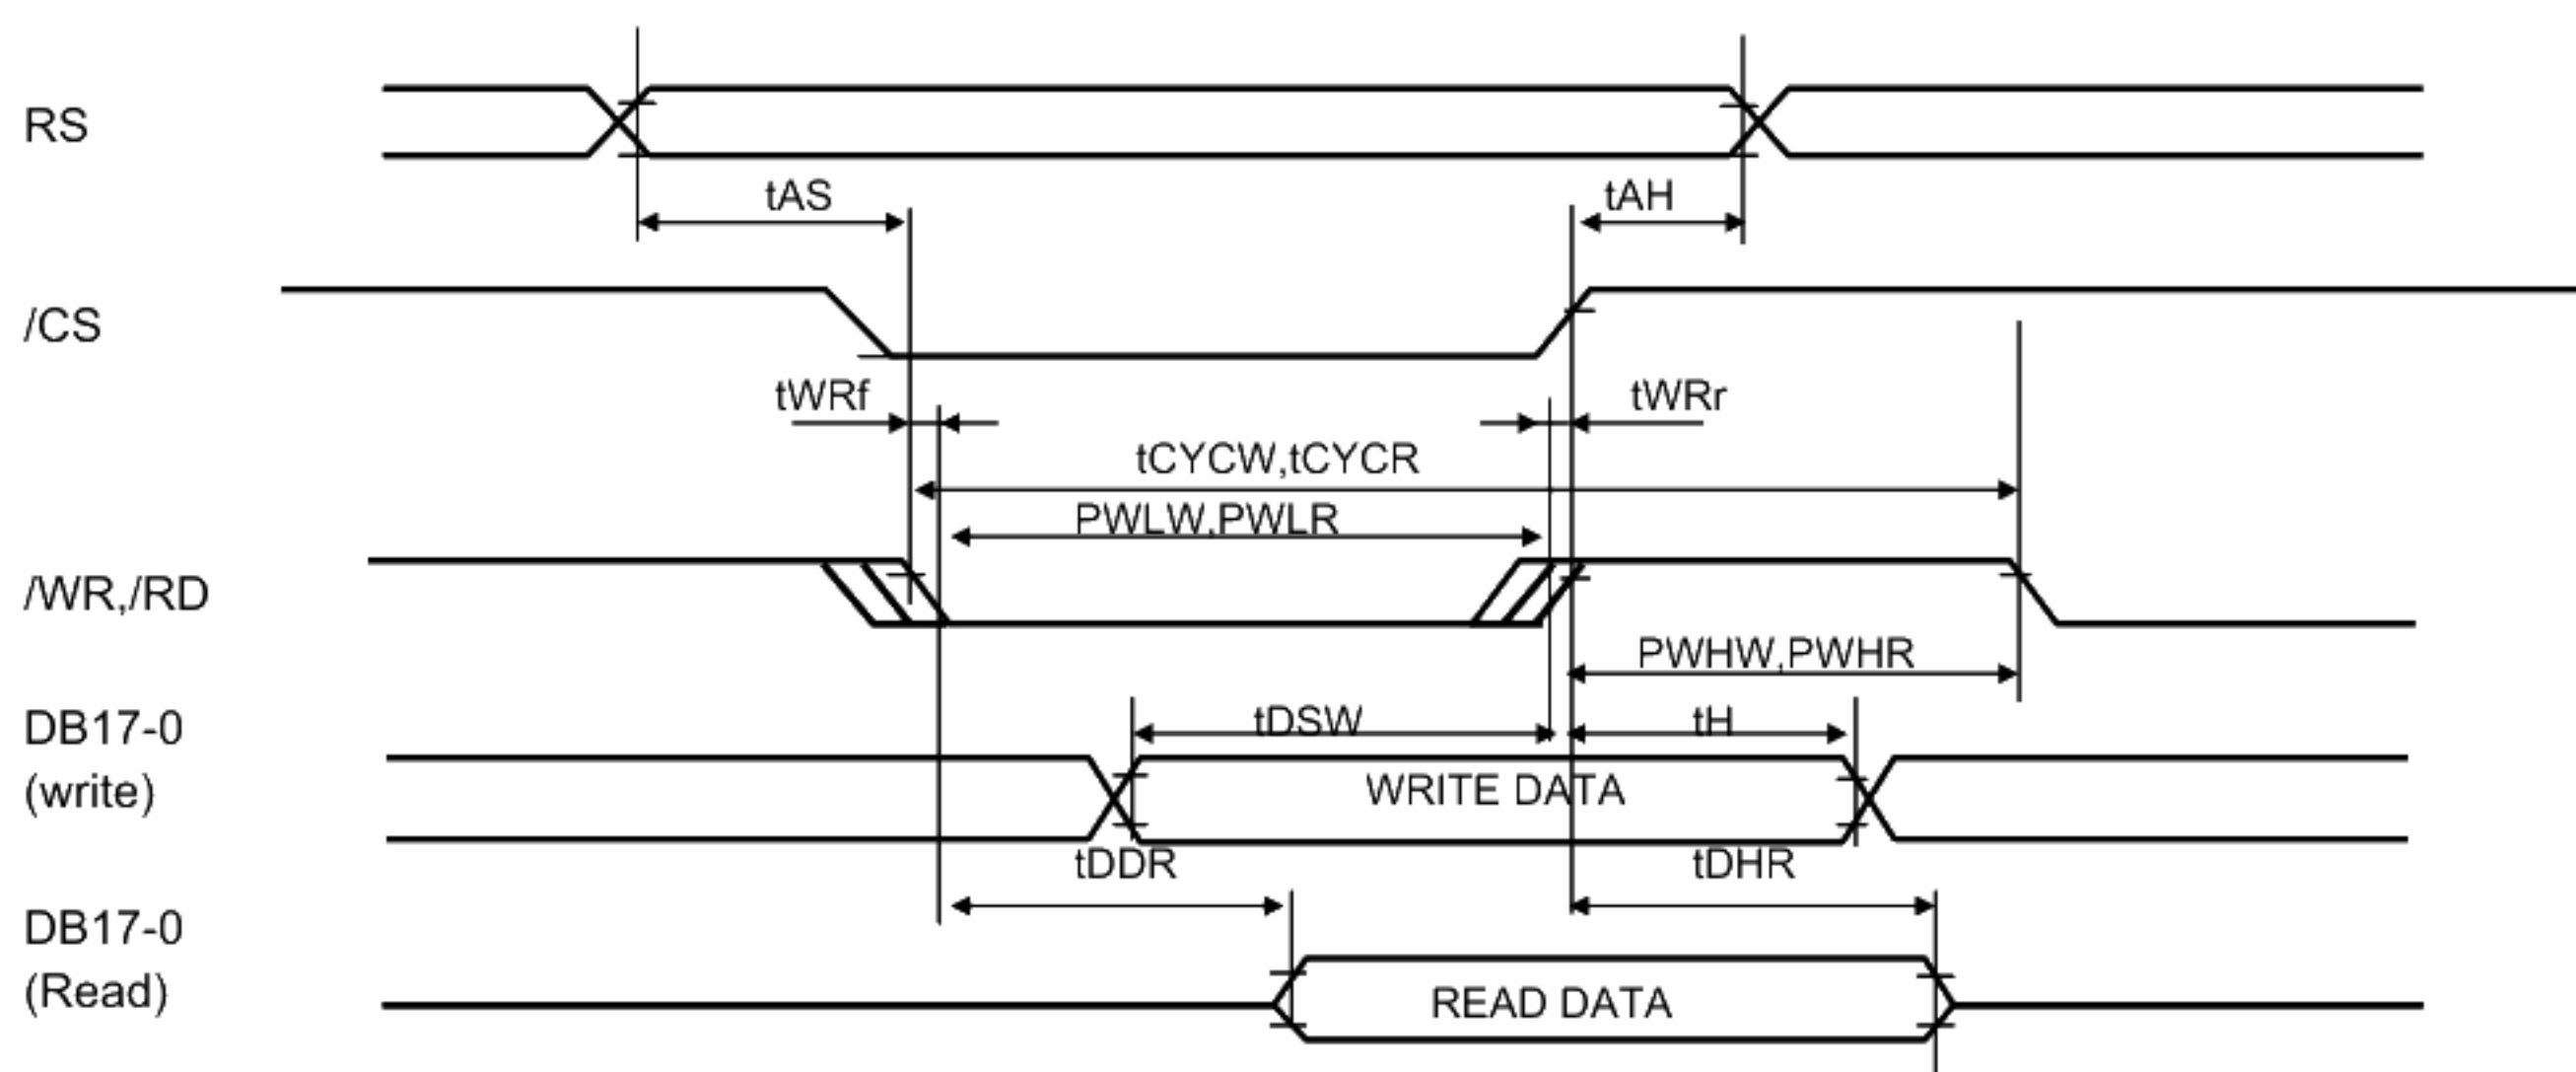 RS
tAS
tAH
/CS
tWRf
tWRr
tCYCW,tCYCR
PWLW,PWLR
/WR,/RD
PWHW,PWHR
DB17-0
(write)
tDSW
tH
WRITE DATA
tDDR
tDHR
DB17-0
(Read)
READ DATA